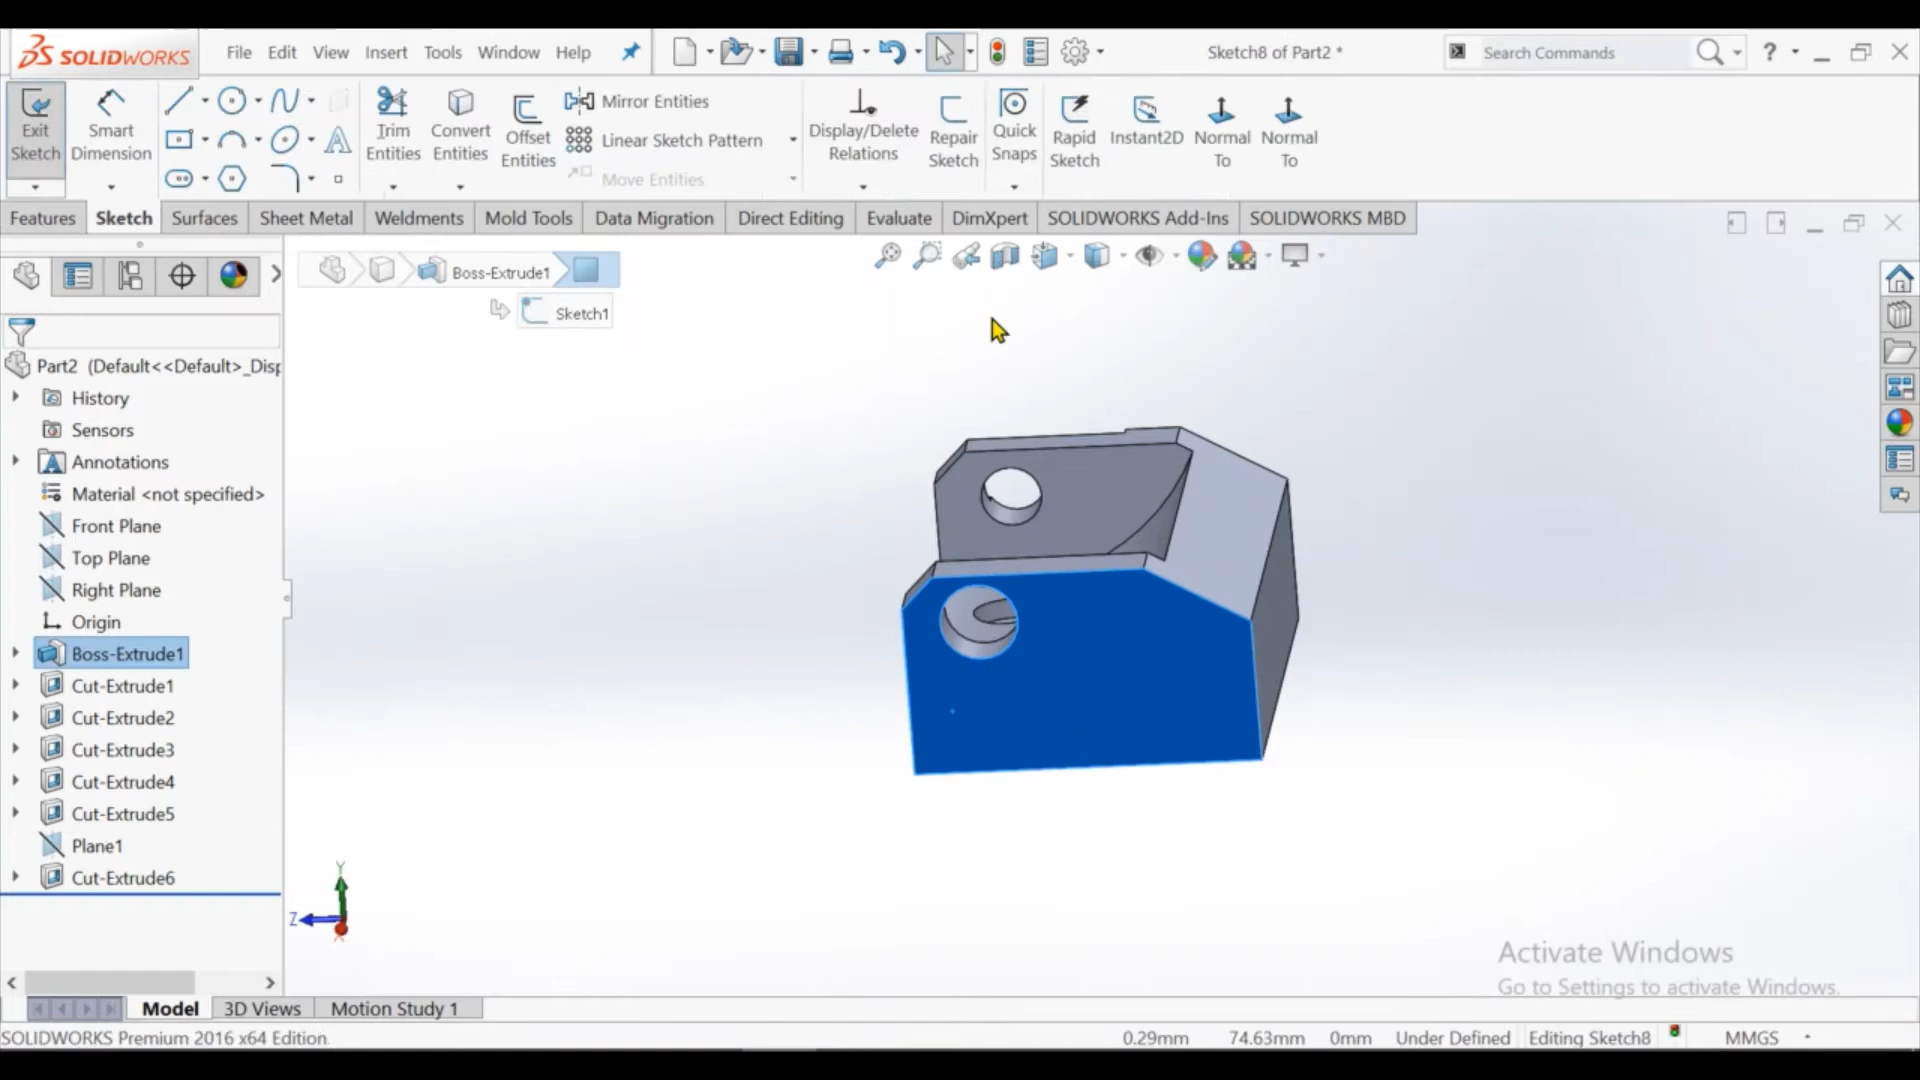 SOLIDWORKS File Edit View Insert Tools Window Help Sketch8 of Part2 * Search Commands ?
Exit Sketch
Smart Dimension
Trim Entities
Convert Entities
Offset Entities
Mirror Entities
Linear Sketch Pattern
Move Entities
Display/Delete Relations
Repair Sketch
Quick Snaps
Rapid Sketch
Instant2D
Normal To
Normal To
Features Sketch Surfaces Sheet Metal Weldments Mold Tools Data Migration Direct Editing Evaluate DimXpert SOLIDWORKS Add-Ins SOLIDWORKS MBD
Boss-Extrude1
Sketch1
Part2 (Default<<Default>_Disp
History
Sensors
Annotations
Material <not specified>
Front Plane
Top Plane
Right Plane
Origin
Boss-Extrude1
Cut-Extrude1
Cut-Extrude2
Cut-Extrude3
Cut-Extrude4
Cut-Extrude5
Plane1
Cut-Extrude6
Y
Z
X
Activate Windows
Go to Settings to activate Windows.
Model 3D Views Motion Study 1
SOLIDWORKS Premium 2016 x64 Edition 0.29mm 74.63mm 0mm Under Defined Editing Sketch8 MMGS